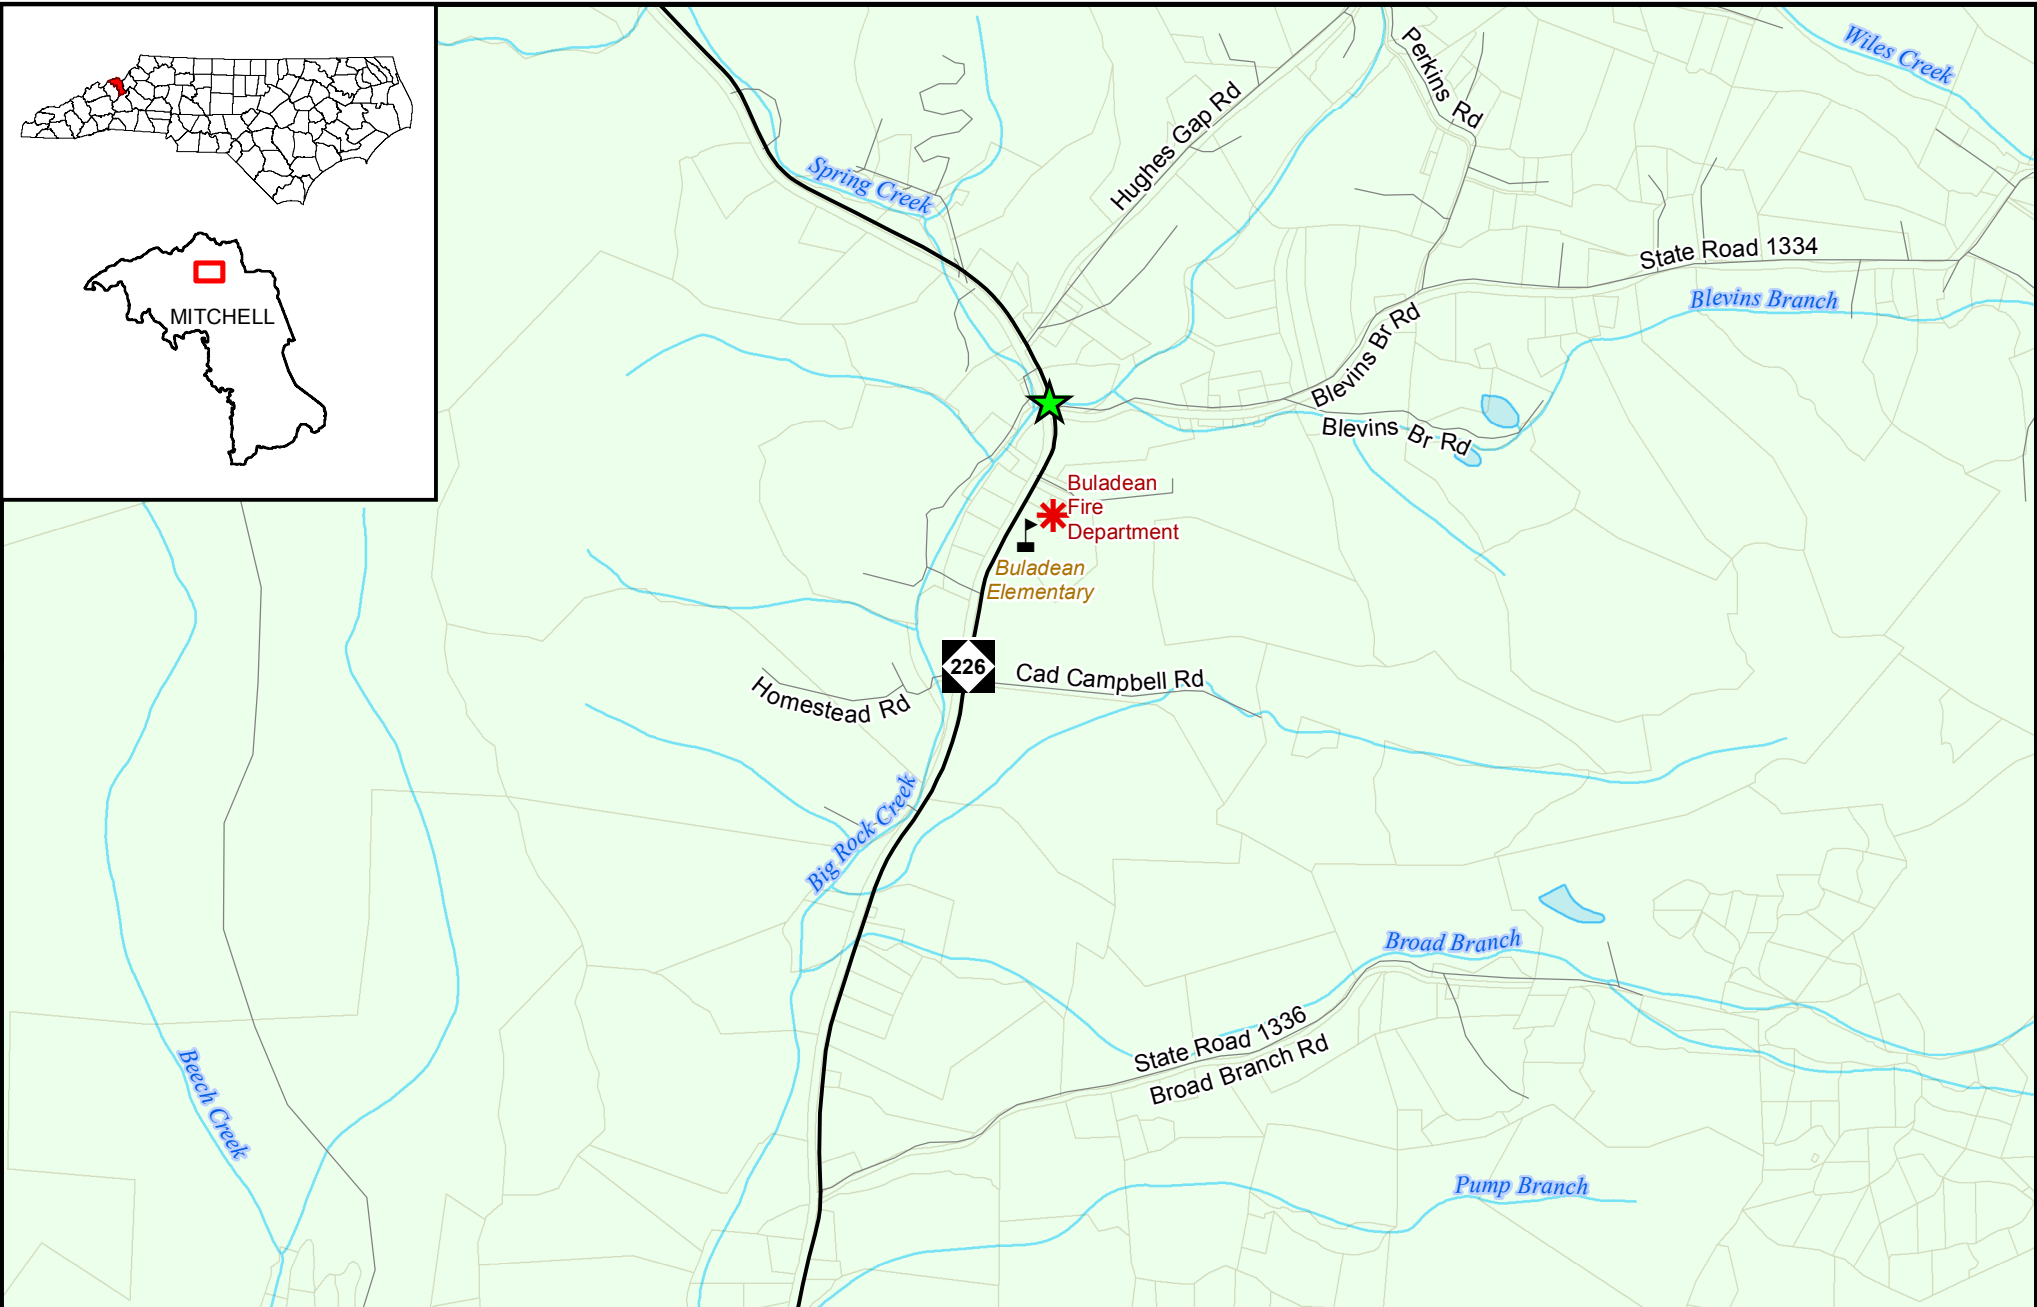 MITCHELL
Wiles Creek
Perkins Rd
Hughes Gap Rd
Spring Creek
State Road 1334
Blevins Branch
Blevins Br Rd
Blevins Br Rd
Buladean
Fire
Department
Buladean
Elementary
226
Cad Campbell Rd
Homestead Rd
Big Rock Creek
Broad Branch
State Road 1336
Broad Branch Rd
Beech Creek
Pump Branch